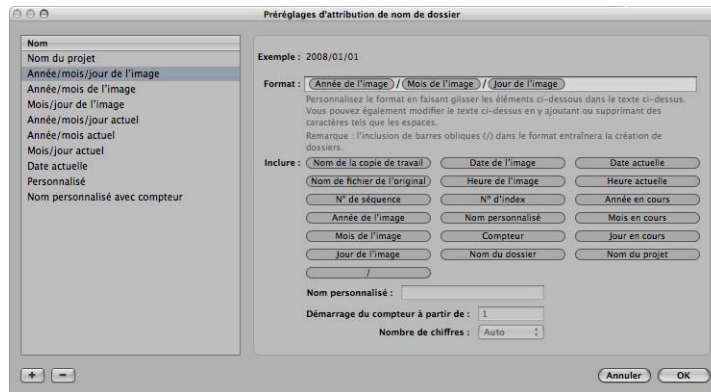 Préréglages d'attribution de nom de dossier
Nom
Nom du projet
Année/mois/jour de l'image
Année/mois de l'image
Mois/jour de l'image
Année/mois/jour actuel
Année/mois actuel
Mois/jour actuel
Date actuelle
Personnalisé
Nom personnalisé avec compteur
Exemple : 2008/01/01
Format : Année de l'image / Mois de l'image / Jour de l'image
Personnalisez le format en faisant glisser les éléments ci-dessous dans le texte ci-dessus.
Vous pouvez également modifier le texte ci-dessus en y ajoutant ou supprimant des
caractères tels que les espaces.
Remarque : l'inclusion de barres obliques (/) dans le format entraînera la création de
dossiers.
Inclure : Nom de la copie de travail Date de l'image Date actuelle
Nom de fichier de l'original Heure de l'image Heure actuelle
N° de séquence N° d'index Année en cours
Année de l'image Nom personnalisé Mois en cours
Mois de l'image Compteur Jour en cours
Jour de l'image Nom du dossier Nom du projet
/
Nom personnalisé :
Démarrage du compteur à partir de : 1
Nombre de chiffres : Auto
+ −
Annuler OK